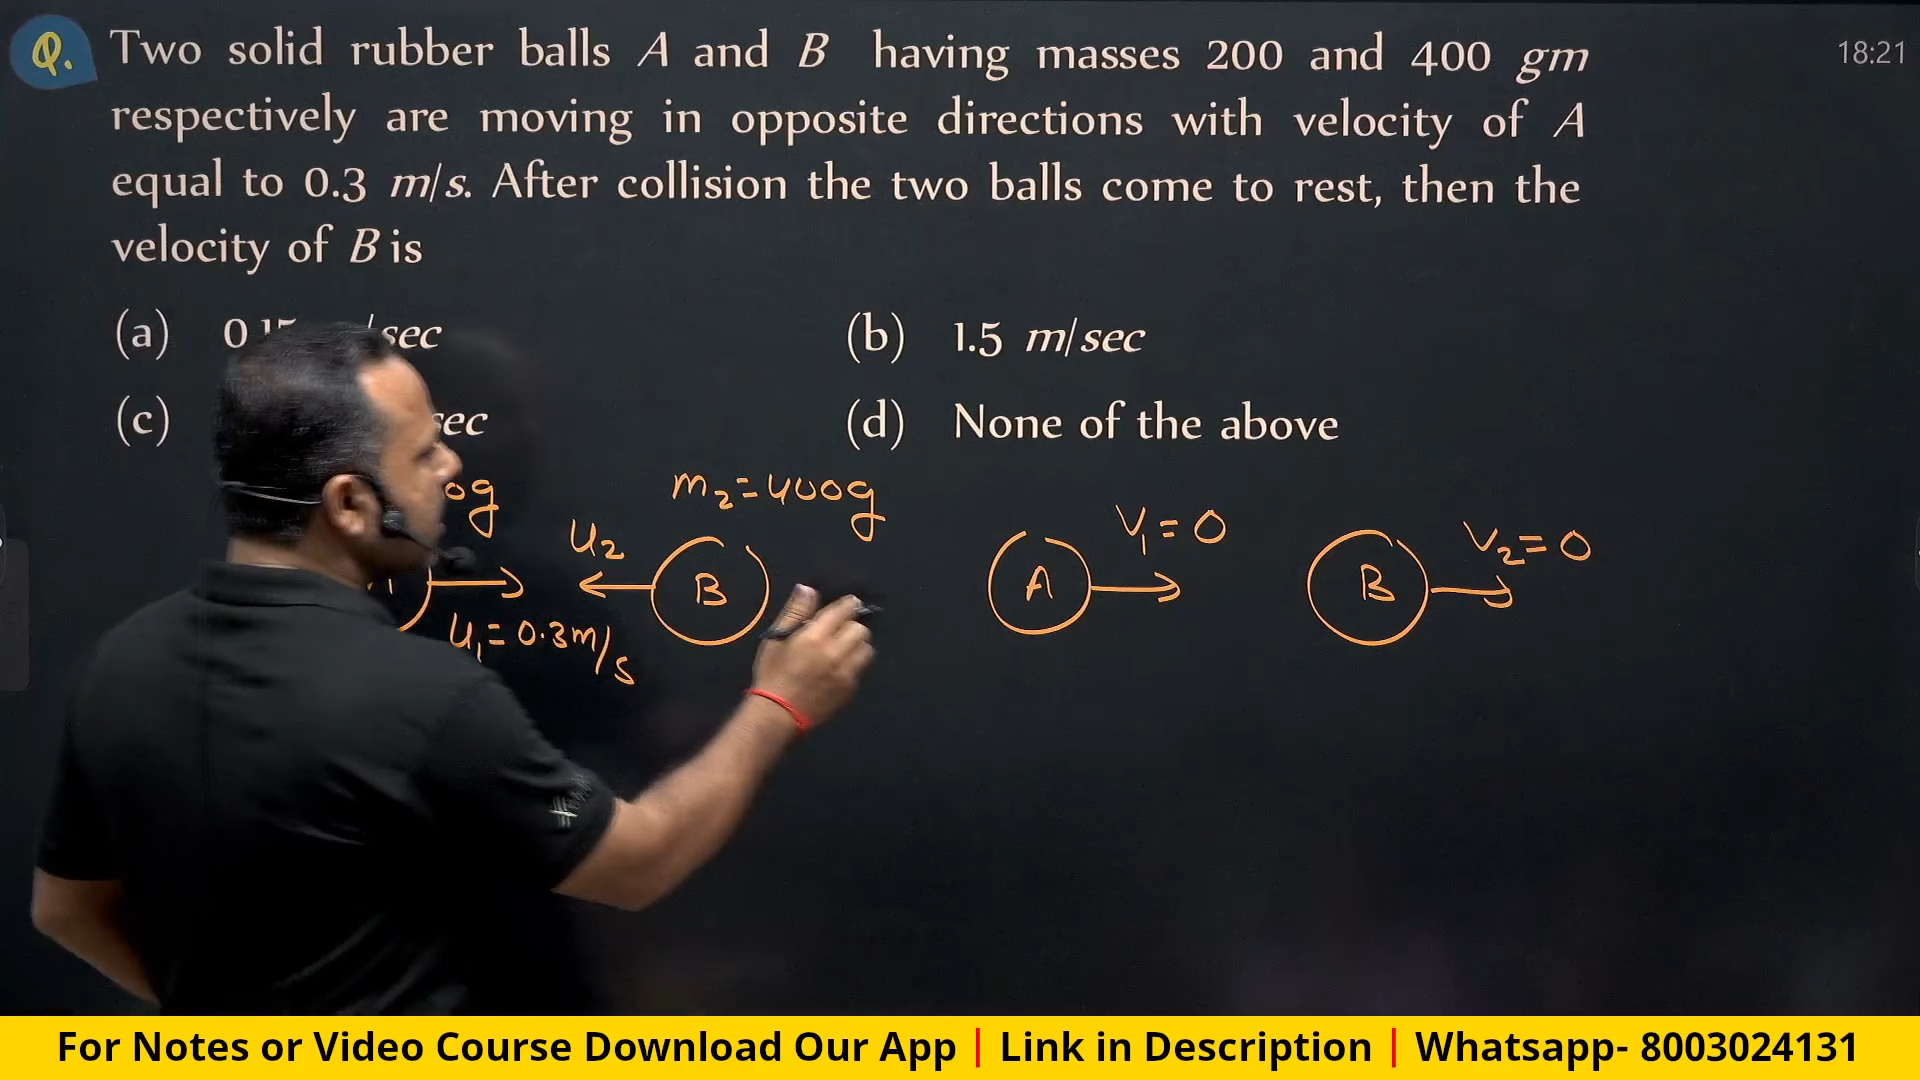 Q. Two solid rubber balls A and B having masses 200 and 400 gm
18:21
respectively are moving in opposite directions with velocity of A
equal to 0.3 m/s. After collision the two balls come to rest, then the
velocity of B is
(a) sec
(b) 1.5 m/sec
(c) sec
(d) None of the above
0g
m₂=400g
u₂
V₁=0
V₂=0
B
A
B
u₁=0.3m/s
For Notes or Video Course Download Our App | Link in Description | Whatsapp- 8003024131